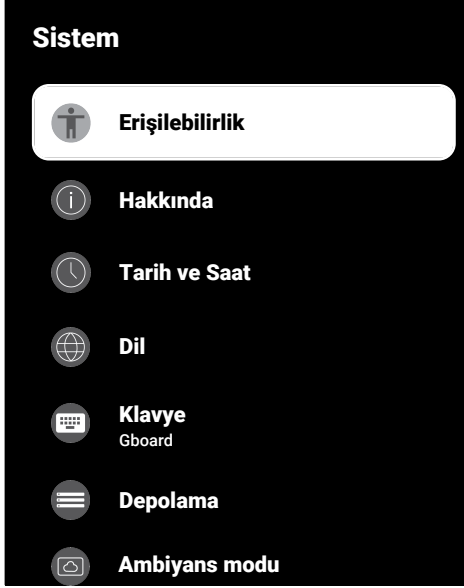 Sistem
Erişilebilirlik
Hakkında
Tarih ve Saat
Dil
Klavye
Gboard
Depolama
Ambiyans modu